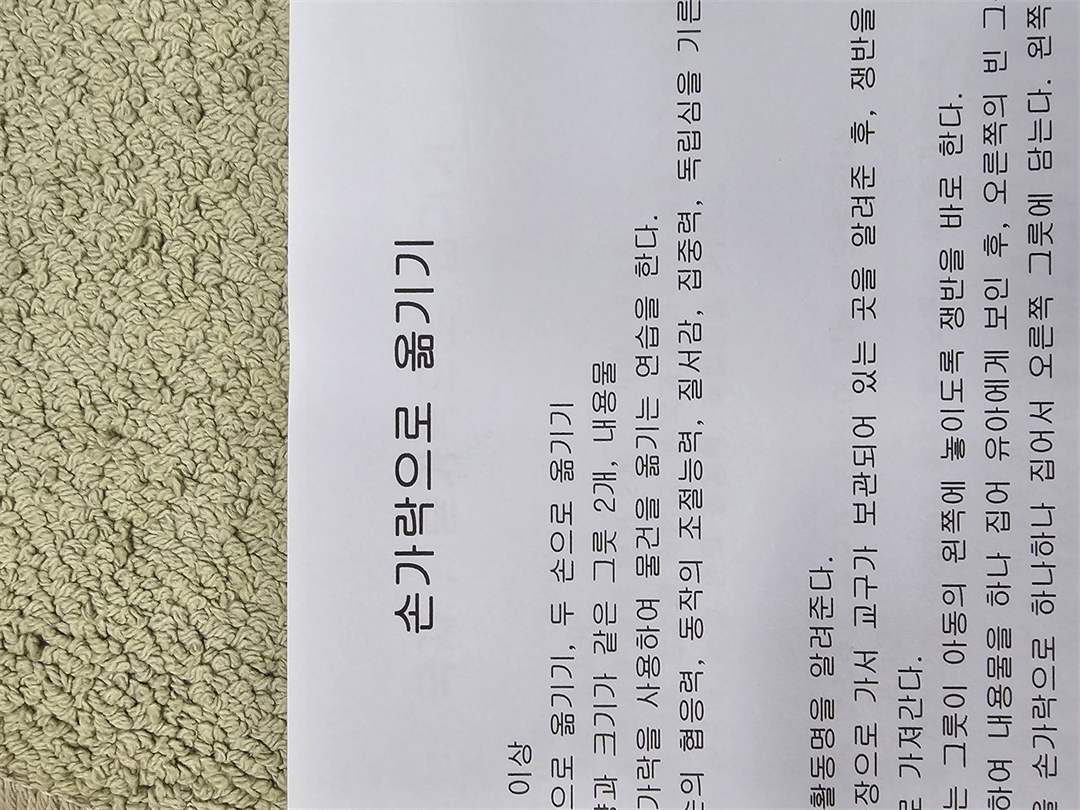 손가락으로 옮기기
이상
으로 옮기기, 두 손으로 옮기기
크기가 같은 그릇 2개, 내용물
가락을 사용하여 물건을 옮기는 연습을 한다.
협응력, 동작의 조절능력, 질서감, 집중력, 독립심을 기른
활동명을 알려준다.
장으로 가서 교구가 보관되어 있는 곳을 알려준 후, 쟁반을
가져간다.
그릇이 아동의 왼쪽에 놓이도록 쟁반을 바로 한다.
하여 내용물을 하나 집어 유아에게 보인 후, 오른쪽의 빈 그
손가락으로 하나하나 집어서 오른쪽 그릇에 담는다. 왼쪽